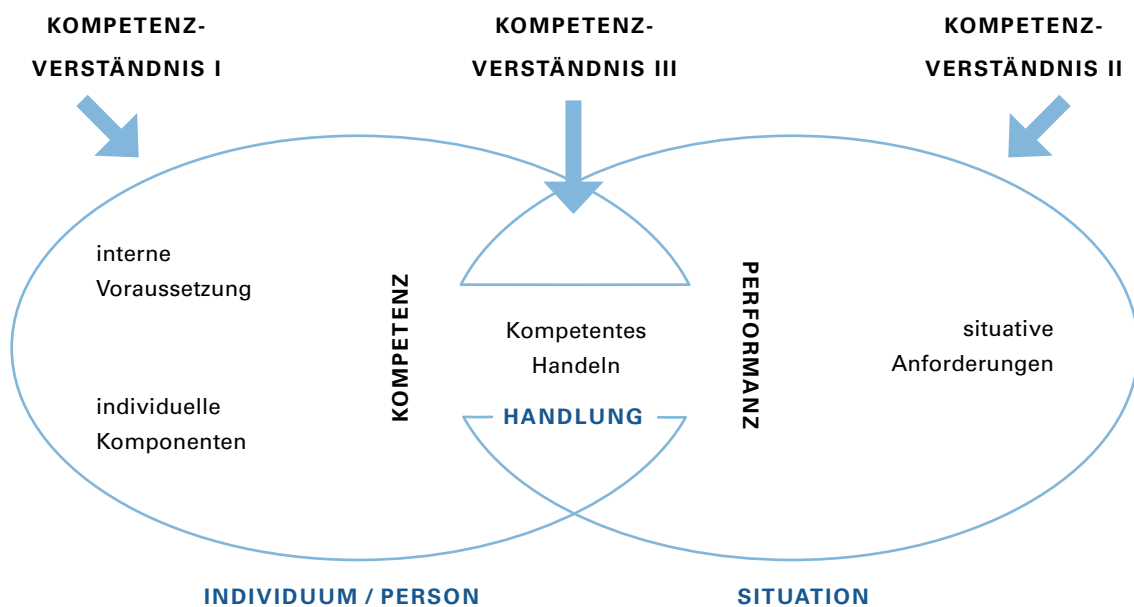 KOMPETENZ-
VERSTÄNDNIS I
KOMPETENZ-
VERSTÄNDNIS III
KOMPETENZ-
VERSTÄNDNIS II
interne
Voraussetzung
individuelle
Komponenten
KOMPETENZ
Kompetentes
Handeln
HANDLUNG
PERFORMANZ
situative
Anforderungen
INDIVIDUUM / PERSON
SITUATION